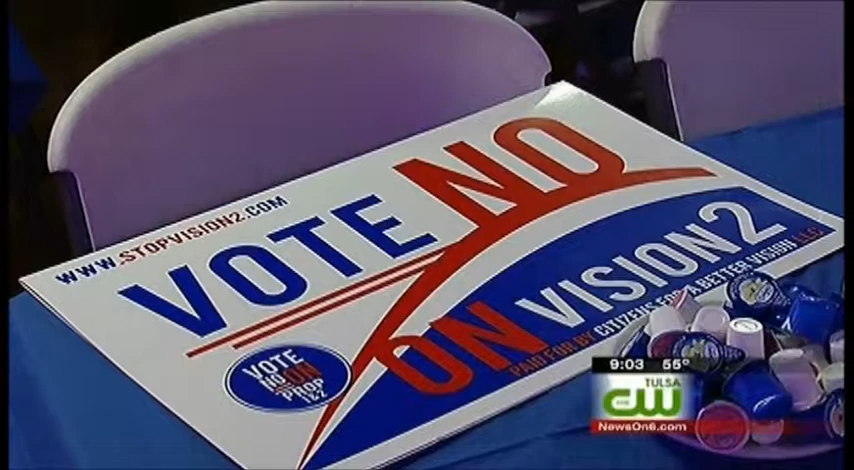 WWW.STOPVISION2.COM
VOTE NO
ON VISION2
PAID FOR BY CITIZENS FOR A BETTER VISION LLC
VOTE
NO ON
PROP
1&2
9:03 55°
TULSA
CW
NewsOn6.com